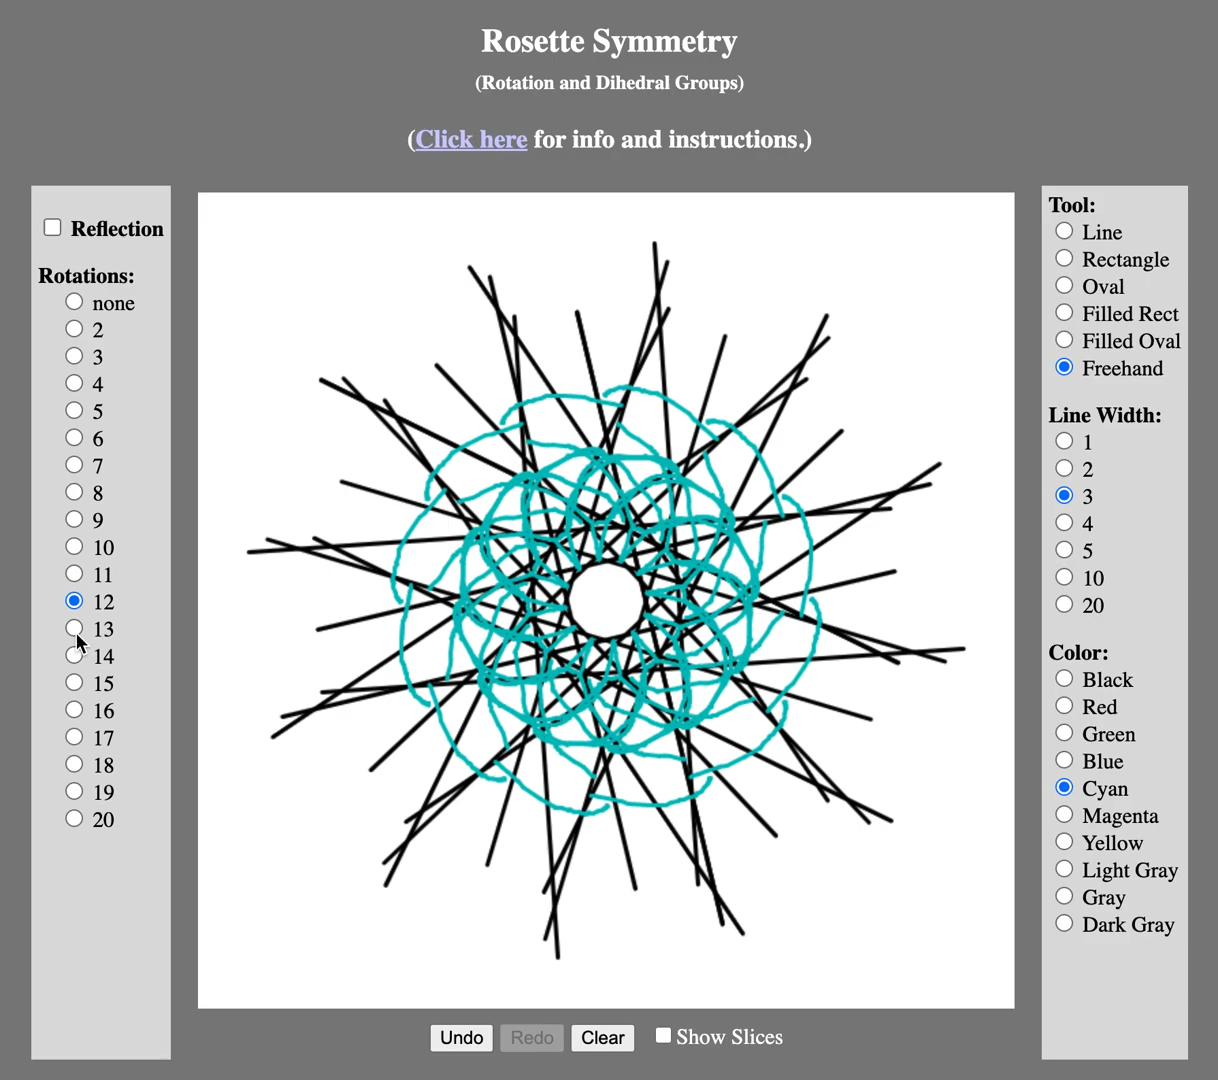 Rosette Symmetry
(Rotation and Dihedral Groups)
(Click here for info and instructions.)
Reflection
Rotations:
none
2
3
4
5
6
7
8
9
10
11
12
13
14
15
16
17
18
19
20
Tool:
Line
Rectangle
Oval
Filled Rect
Filled Oval
Freehand
Line Width:
1
2
3
4
5
10
20
Color:
Black
Red
Green
Blue
Cyan
Magenta
Yellow
Light Gray
Gray
Dark Gray
Undo Redo Clear Show Slices